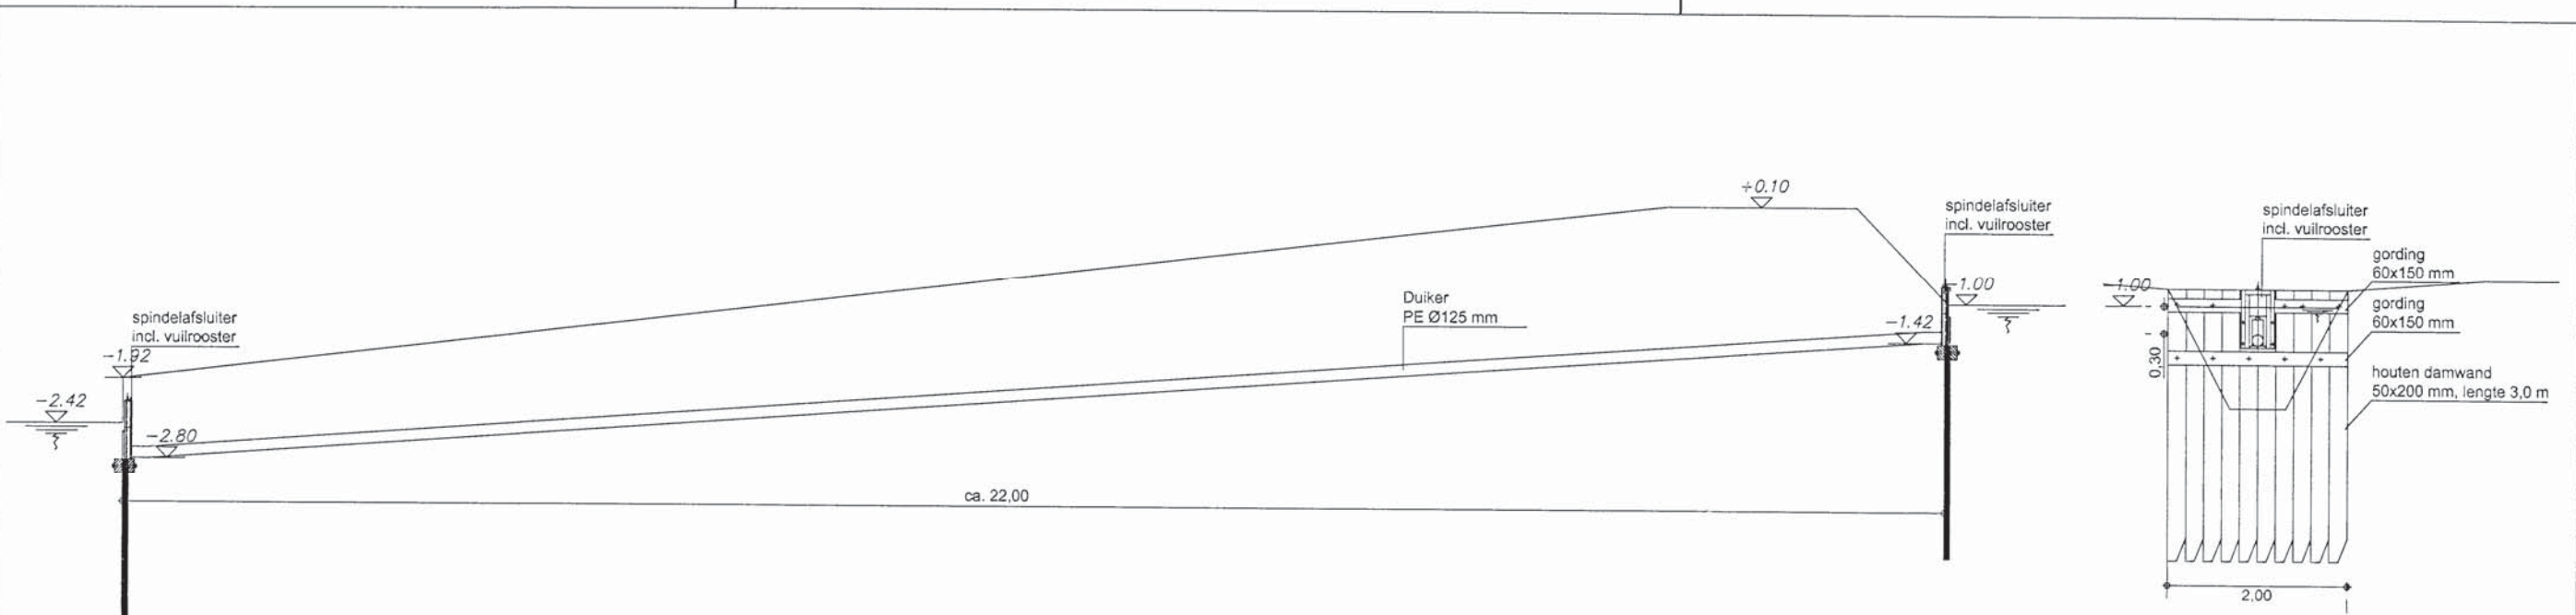 +0.10
spindelafsluiter
incl. vuilrooster
-1.00
-1.42
Duiker
PE Ø125 mm
spindelafsluiter
incl. vuilrooster
-1.92
-2.42
-2.80
ca. 22,00
spindelafsluiter
incl. vuilrooster
gording
60x150 mm
-1.00
gording
60x150 mm
0,30
houten damwand
50x200 mm, lengte 3,0 m
2,00